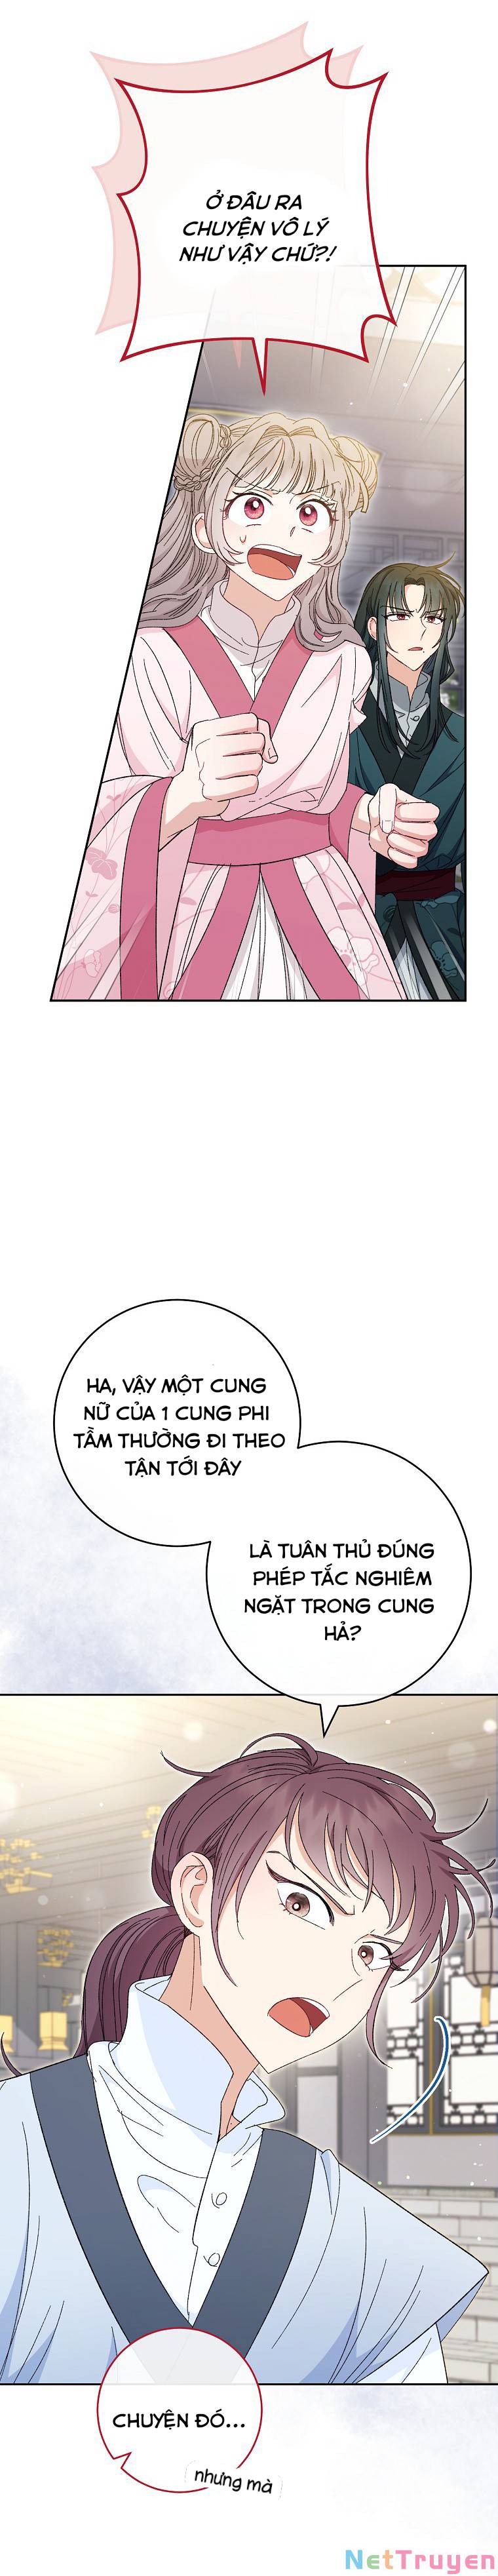 Ở ĐÂU RA
CHUYỆN VÔ LÝ
NHƯ VẬY CHỨ?!
HA, VẬY MỘT CUNG
NỮ CỦA 1 CUNG PHI
TẦM THƯỜNG ĐI THEO
TẬN TỚI ĐÂY
LÀ TUÂN THỦ ĐÚNG
PHÉP TẮC NGHIÊM
NGẶT TRONG CUNG
HẢ?
CHUYỆN ĐÓ...
nhưng mà
NetTruyen